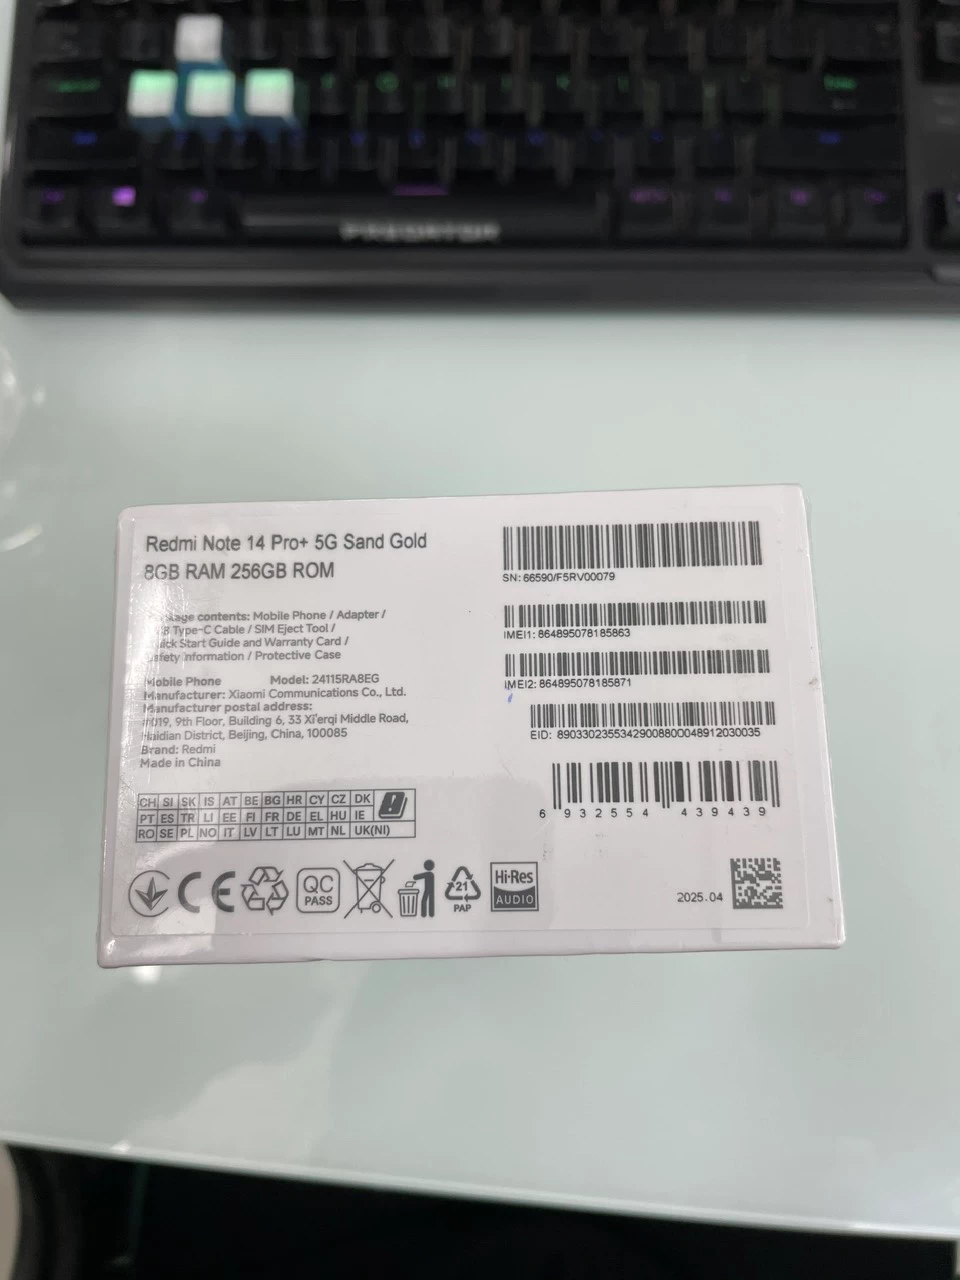 PREDATOR
Redmi Note 14 Pro+ 5G Sand Gold
8GB RAM 256GB ROM
contents: Mobile Phone / Adapter /
Type-C Cable / SIM Eject Tool /
Start Guide and Warranty Card /
Information / Protective Case
Mobile Phone Model: 24115RA8EG
Manufacturer: Xiaomi Communications Co., Ltd.
Manufacturer postal address:
#019, 9th Floor, Building 6, 33 Xi'erqi Middle Road,
Haidian District, Beijing, China, 100085
Brand: Redmi
Made in China
CH SI SK IS AT BE BG HR CY CZ DK
PT ES TR LI EE FI FR DE EL HU IE
RO SE PL NO IT LV LT LU MT NL UK(NI)
CE
QC
PASS
21
PAP
Hi-Res
AUDIO
SN: 66590/F5RV00079
IMEI1: 864895078185863
IMEI2: 864895078185871
EID: 89033023553429008800048912030035
6 932554 439439
2025.04